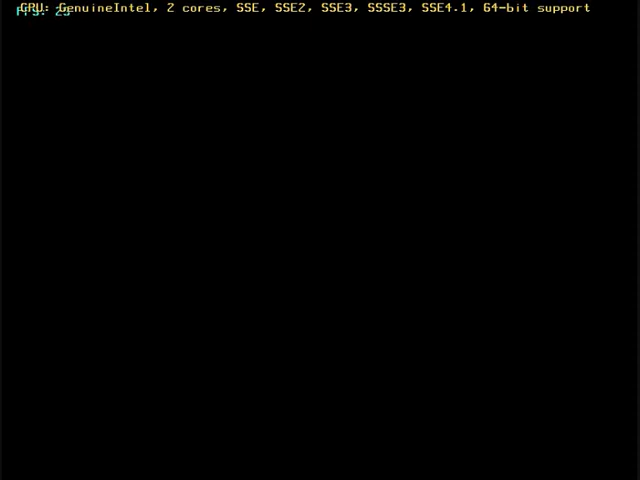 CPU: GenuineIntel, 2 cores, SSE, SSE2, SSE3, SSSE3, SSE4.1, 64-bit support